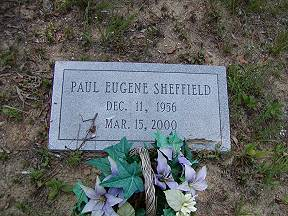 PAUL EUGENE SHEFFIELD
DEC. 11, 1956
MAR. 15, 2000